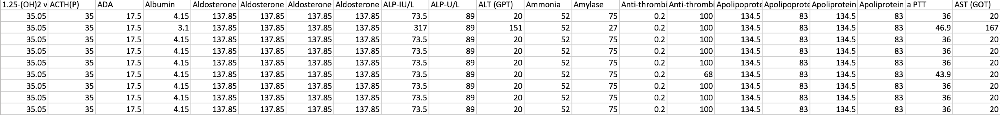 1.25-(OH)2 v ACTH(P) ADA Albumin Aldosterone Aldosterone Aldosterone Aldosterone ALP-IU/L ALP-U/L ALT (GPT) Ammonia Amylase Anti-thrombi Anti-thrombi Apolipoprote Apolipoprote Apoliprotein Apoliprotein a PTT AST (GOT)
35.05 35 17.5 4.15 137.85 137.85 137.85 137.85 73.5 89 20 52 75 0.2 100 134.5 83 134.5 83 36 20
35.05 35 17.5 3.1 137.85 137.85 137.85 137.85 317 89 151 52 27 0.2 100 134.5 83 134.5 83 46.9 167
35.05 35 17.5 4.15 137.85 137.85 137.85 137.85 73.5 89 20 52 75 0.2 100 134.5 83 134.5 83 36 20
35.05 35 17.5 4.15 137.85 137.85 137.85 137.85 73.5 89 20 52 75 0.2 100 134.5 83 134.5 83 36 20
35.05 35 17.5 4.15 137.85 137.85 137.85 137.85 73.5 89 20 52 75 0.2 100 134.5 83 134.5 83 36 20
35.05 35 17.5 4.15 137.85 137.85 137.85 137.85 73.5 89 20 52 75 0.2 68 134.5 83 134.5 83 43.9 20
35.05 35 17.5 4.15 137.85 137.85 137.85 137.85 73.5 89 20 52 75 0.2 100 134.5 83 134.5 83 36 20
35.05 35 17.5 4.15 137.85 137.85 137.85 137.85 73.5 89 20 52 75 0.2 100 134.5 83 134.5 83 36 20
35.05 35 17.5 4.15 137.85 137.85 137.85 137.85 73.5 89 20 52 75 0.2 100 134.5 83 134.5 83 36 20